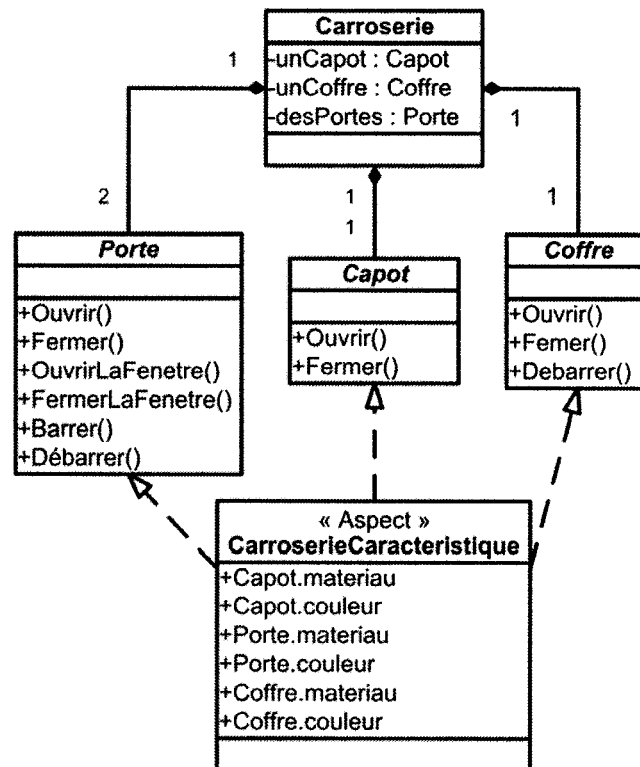 Carroserie
-unCapot : Capot
-unCoffre : Coffre
-desPortes : Porte
1
1
2
1
1
1
Porte
+Ouvrir()
+Fermer()
+OuvrirLaFenetre()
+FermerLaFenetre()
+Barrer()
+Débarrer()
Capot
+Ouvrir()
+Fermer()
Coffre
+Ouvrir()
+Femer()
+Debarrer()
« Aspect »
CarroserieCaracteristique
+Capot.materiau
+Capot.couleur
+Porte.materiau
+Porte.couleur
+Coffre.materiau
+Coffre.couleur